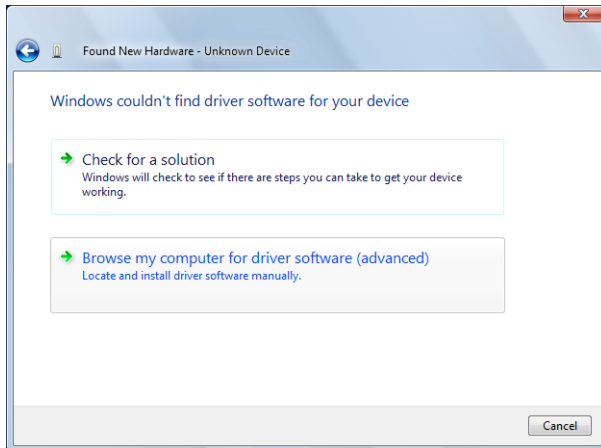 Found New Hardware - Unknown Device
Windows couldn't find driver software for your device
Check for a solution
Windows will check to see if there are steps you can take to get your device
working.
Browse my computer for driver software (advanced)
Locate and install driver software manually.
Cancel